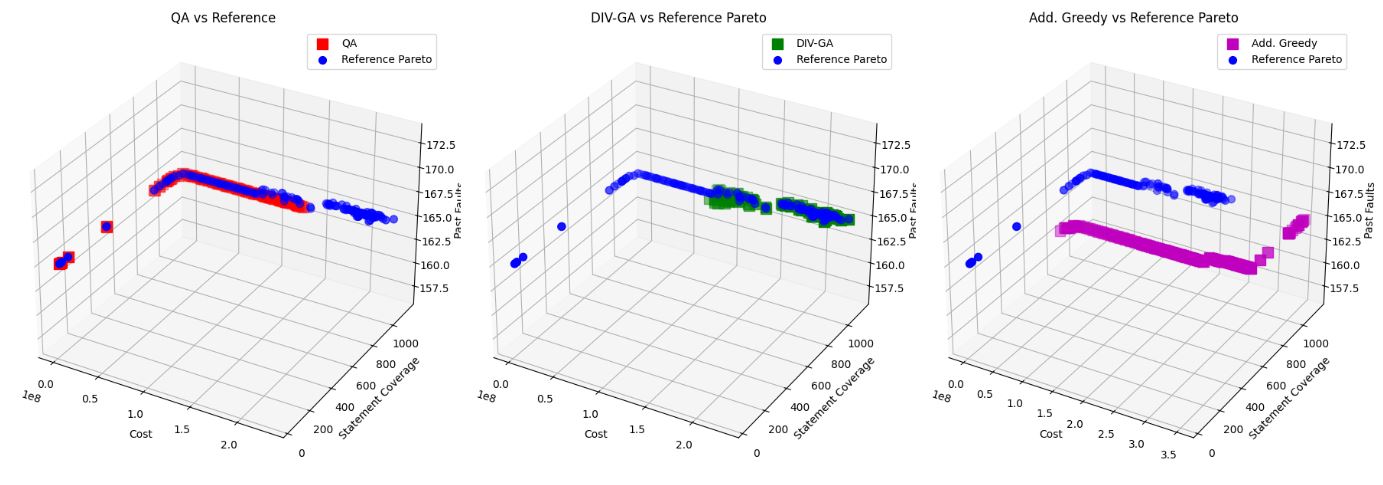 QA vs Reference
QA
Reference Pareto
172.5
170.0
167.5
165.0
162.5
160.0
157.5
Past Faults
1000
800
600
400
200
0
Statement Coverage
0.0
0.5
1.0
1.5
2.0
1e8
Cost
DIV-GA vs Reference Pareto
DIV-GA
Reference Pareto
172.5
170.0
167.5
165.0
162.5
160.0
157.5
Past Faults
1000
800
600
400
200
0
Statement Coverage
0.0
0.5
1.0
1.5
2.0
1e8
Cost
Add. Greedy vs Reference Pareto
Add. Greedy
Reference Pareto
172.5
170.0
167.5
165.0
162.5
160.0
157.5
Past Faults
1000
800
600
400
200
0
Statement Coverage
0.0
0.5
1.0
1.5
2.0
2.5
3.0
3.5
1e8
Cost